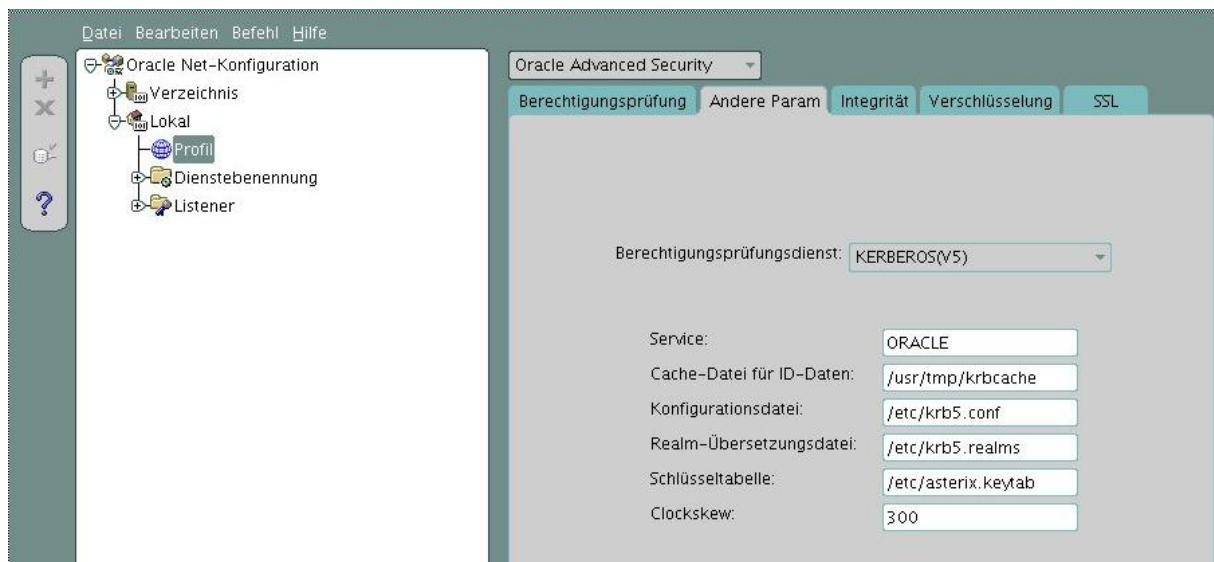 Datei Bearbeiten Befehl Hilfe
Oracle Net-Konfiguration
Verzeichnis
Lokal
Profil
Dienstebenennung
Listener
Oracle Advanced Security
Berechtigungsprüfung Andere Param Integrität Verschlüsselung SSL
Berechtigungsprüfungsdienst: KERBEROS(V5)
Service: ORACLE
Cache-Datei für ID-Daten: /usr/tmp/krbcache
Konfigurationsdatei: /etc/krb5.conf
Realm-Übersetzungsdatei: /etc/krb5.realms
Schlüsseltabelle: /etc/asterix.keytab
Clockskew: 300